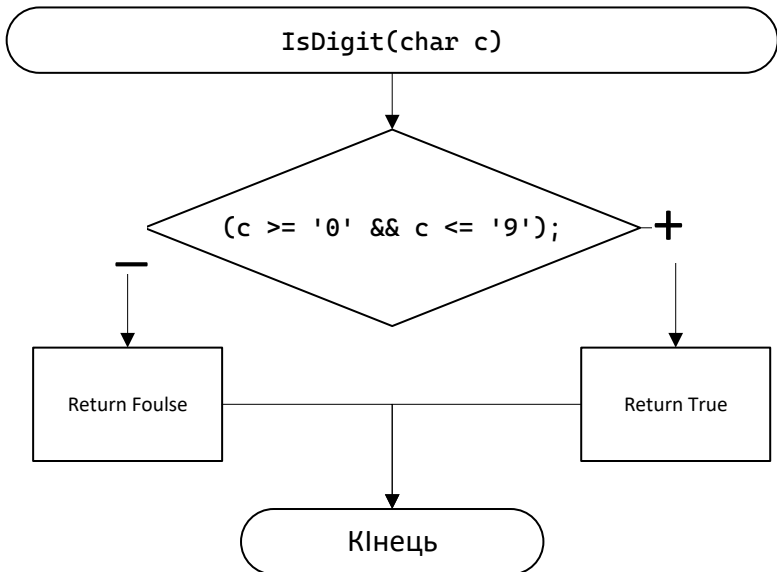 IsDigit(char c)
(c >= '0' && c <= '9');
+
−
Return Foulse
Return True
КІнець